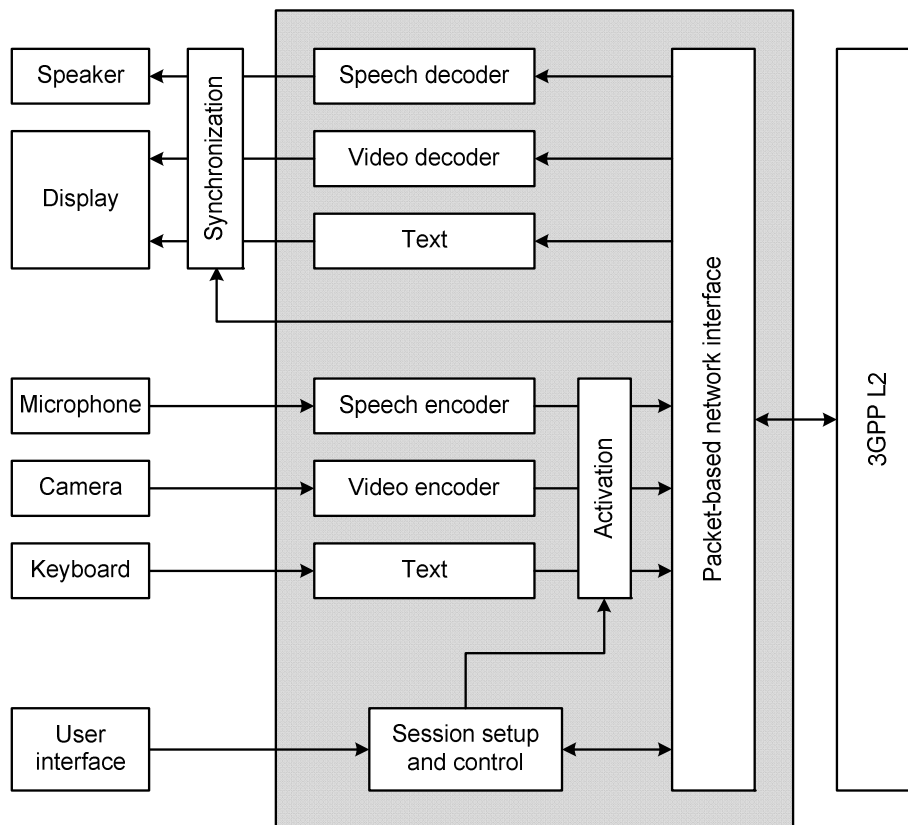 Speaker
Display
Synchronization
Speech decoder
Video decoder
Text
Packet-based network interface
3GPP L2
Microphone
Camera
Keyboard
Speech encoder
Video encoder
Text
Activation
User
interface
Session setup
and control